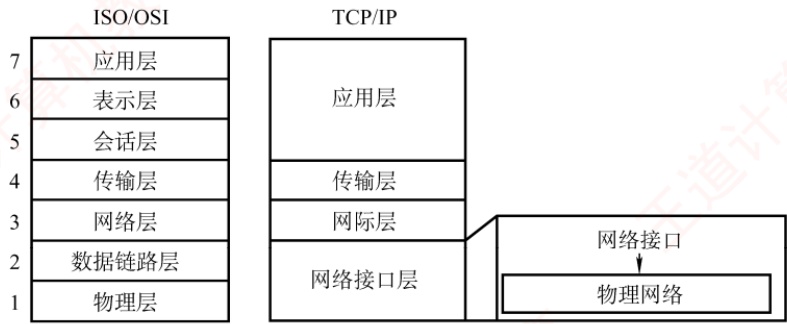 ISO/OSI TCP/IP
7 应用层
6 表示层
5 会话层
4 传输层
3 网络层
2 数据链路层
1 物理层
应用层
传输层
网际层
网络接口层
网络接口
物理网络